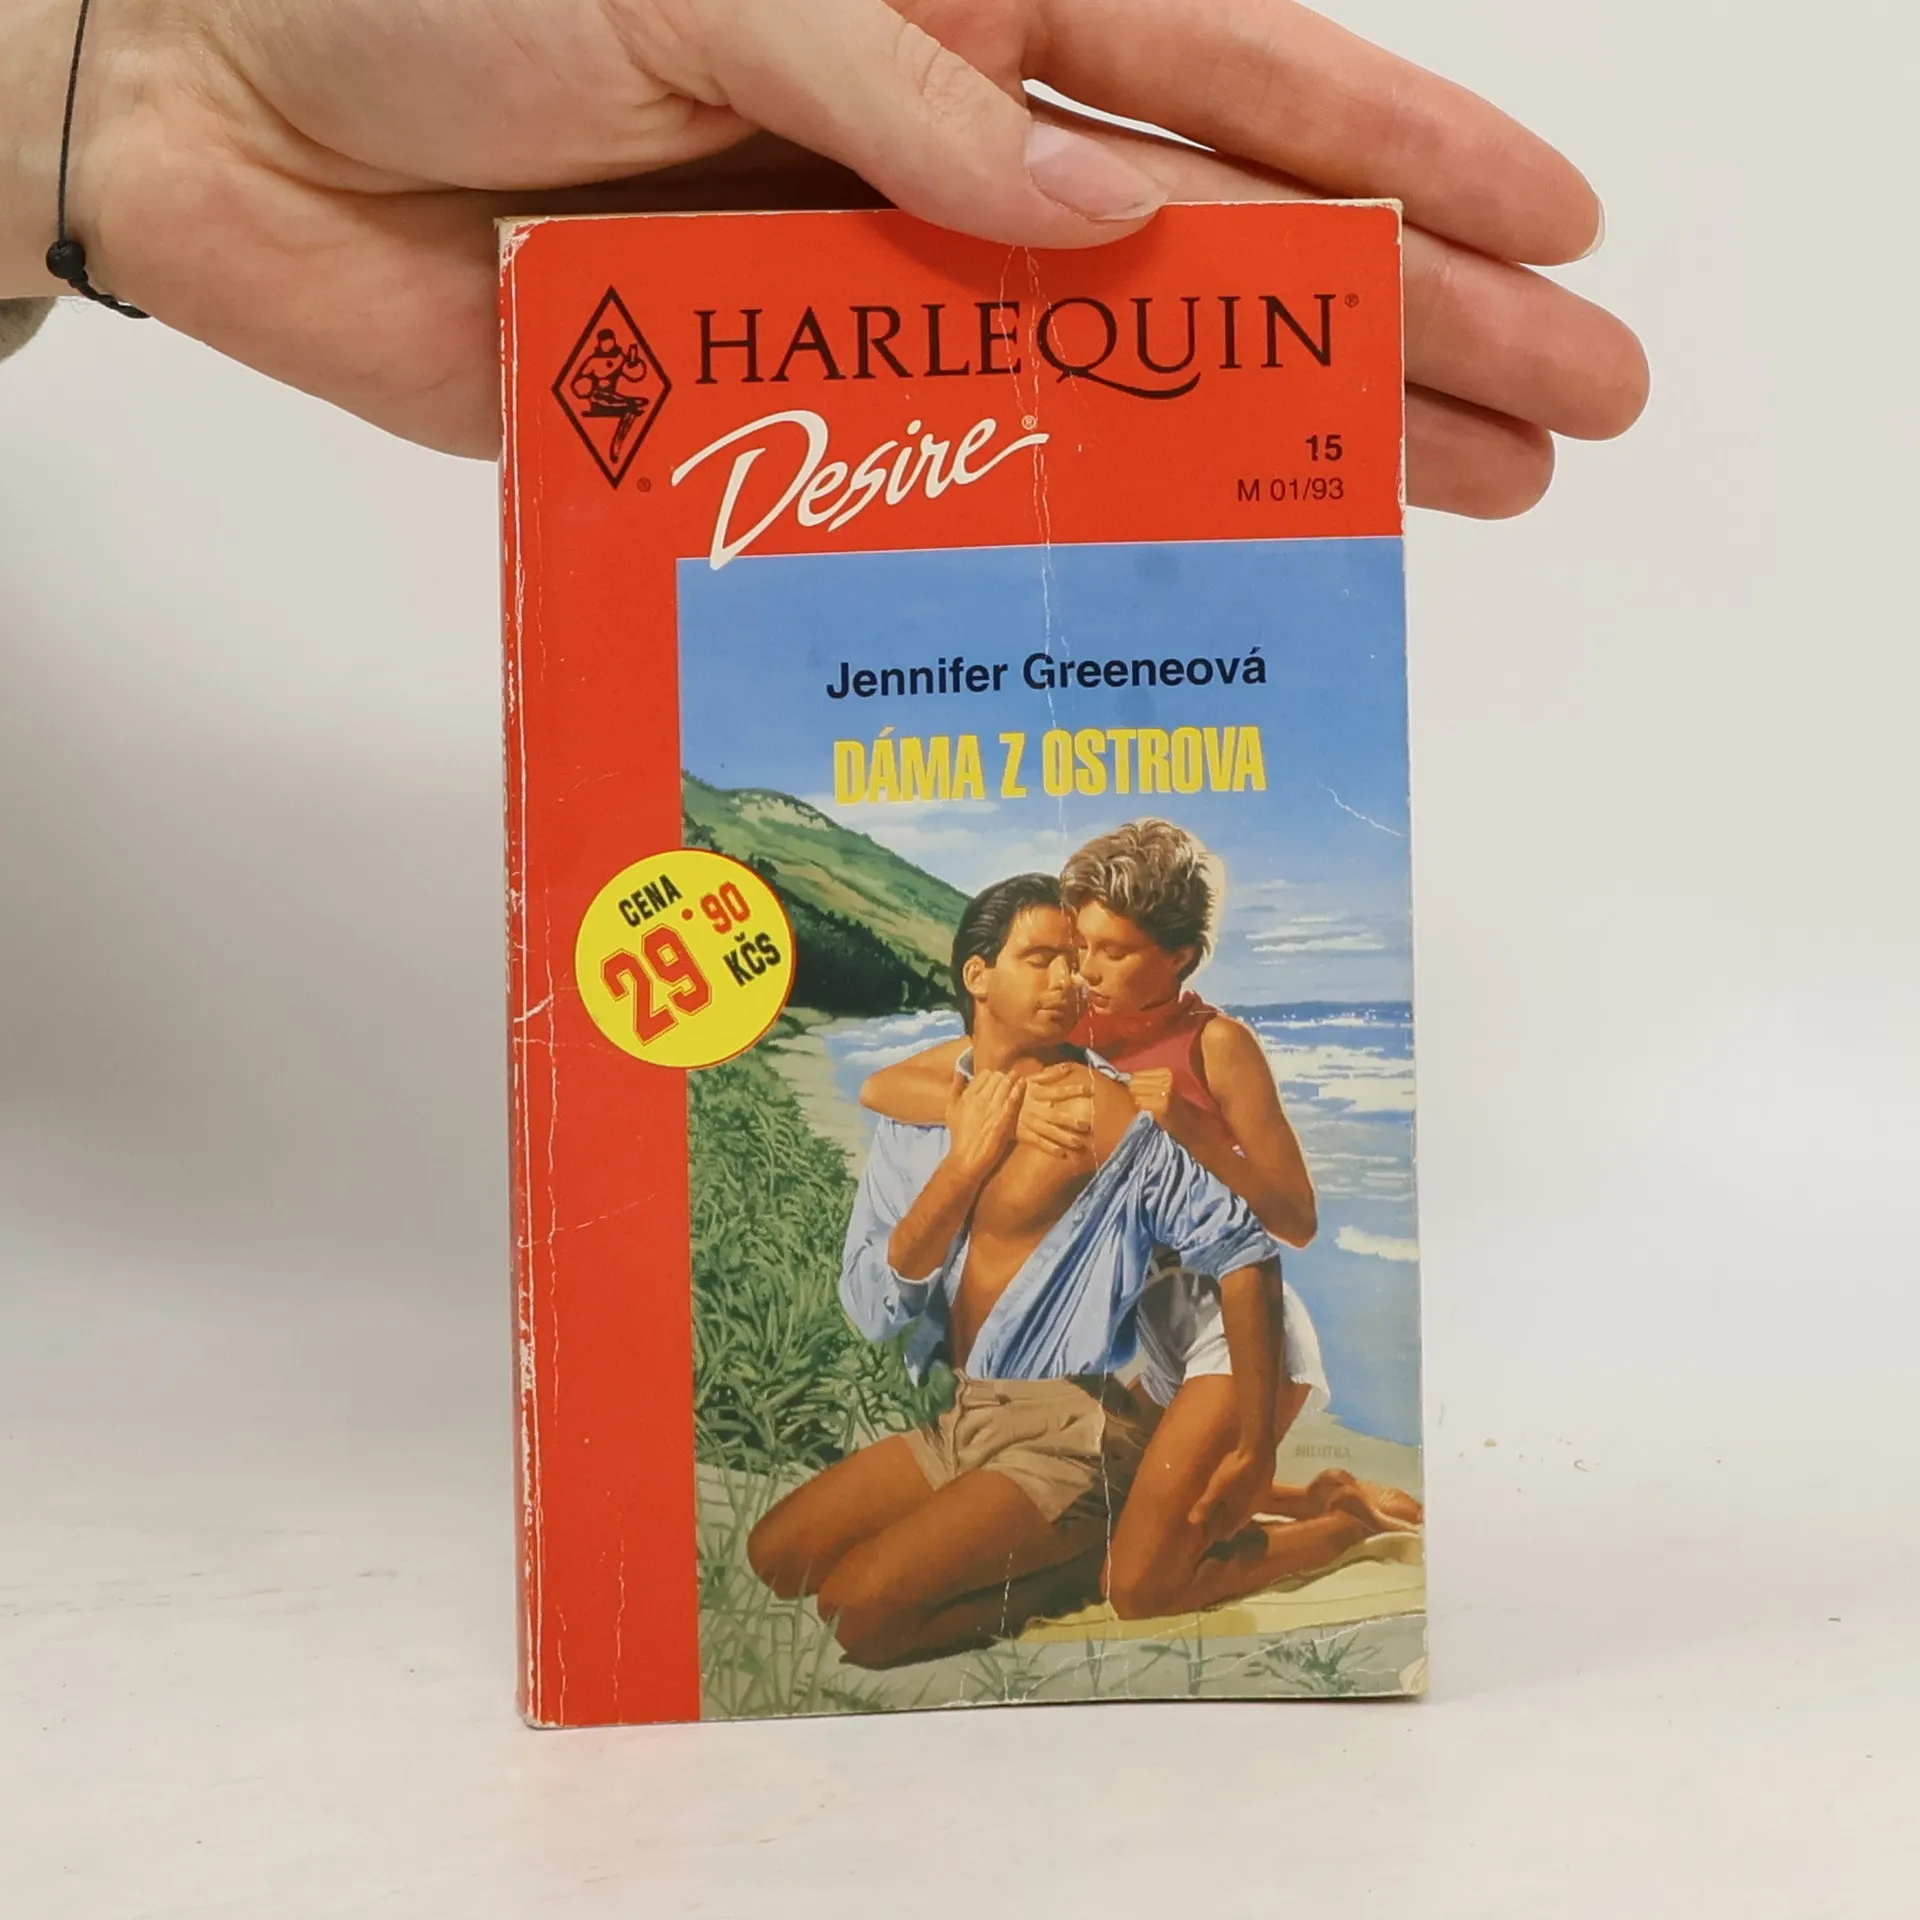 HARLEQUIN®
Desire®
15
M 01/93
Jennifer Greeneová
DÁMA Z OSTROVA
CENA
29.90
KČS